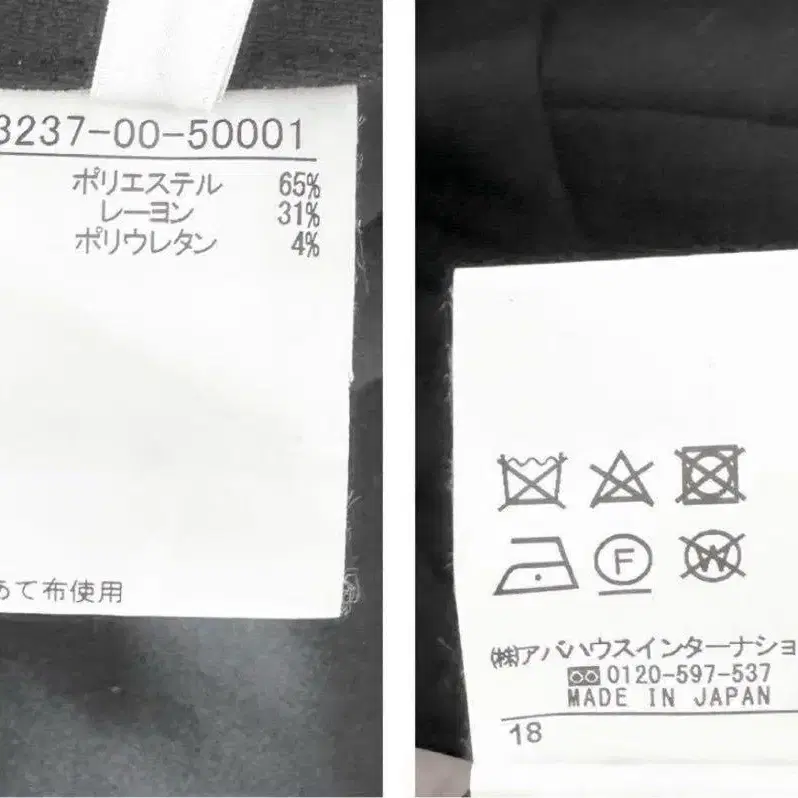 3237-00-50001
ポリエステル 65%
レーヨン 31%
ポリウレタン 4%
あて布使用
F
W
㈱アバハウスインターナショ
0120-597-537
MADE IN JAPAN
18